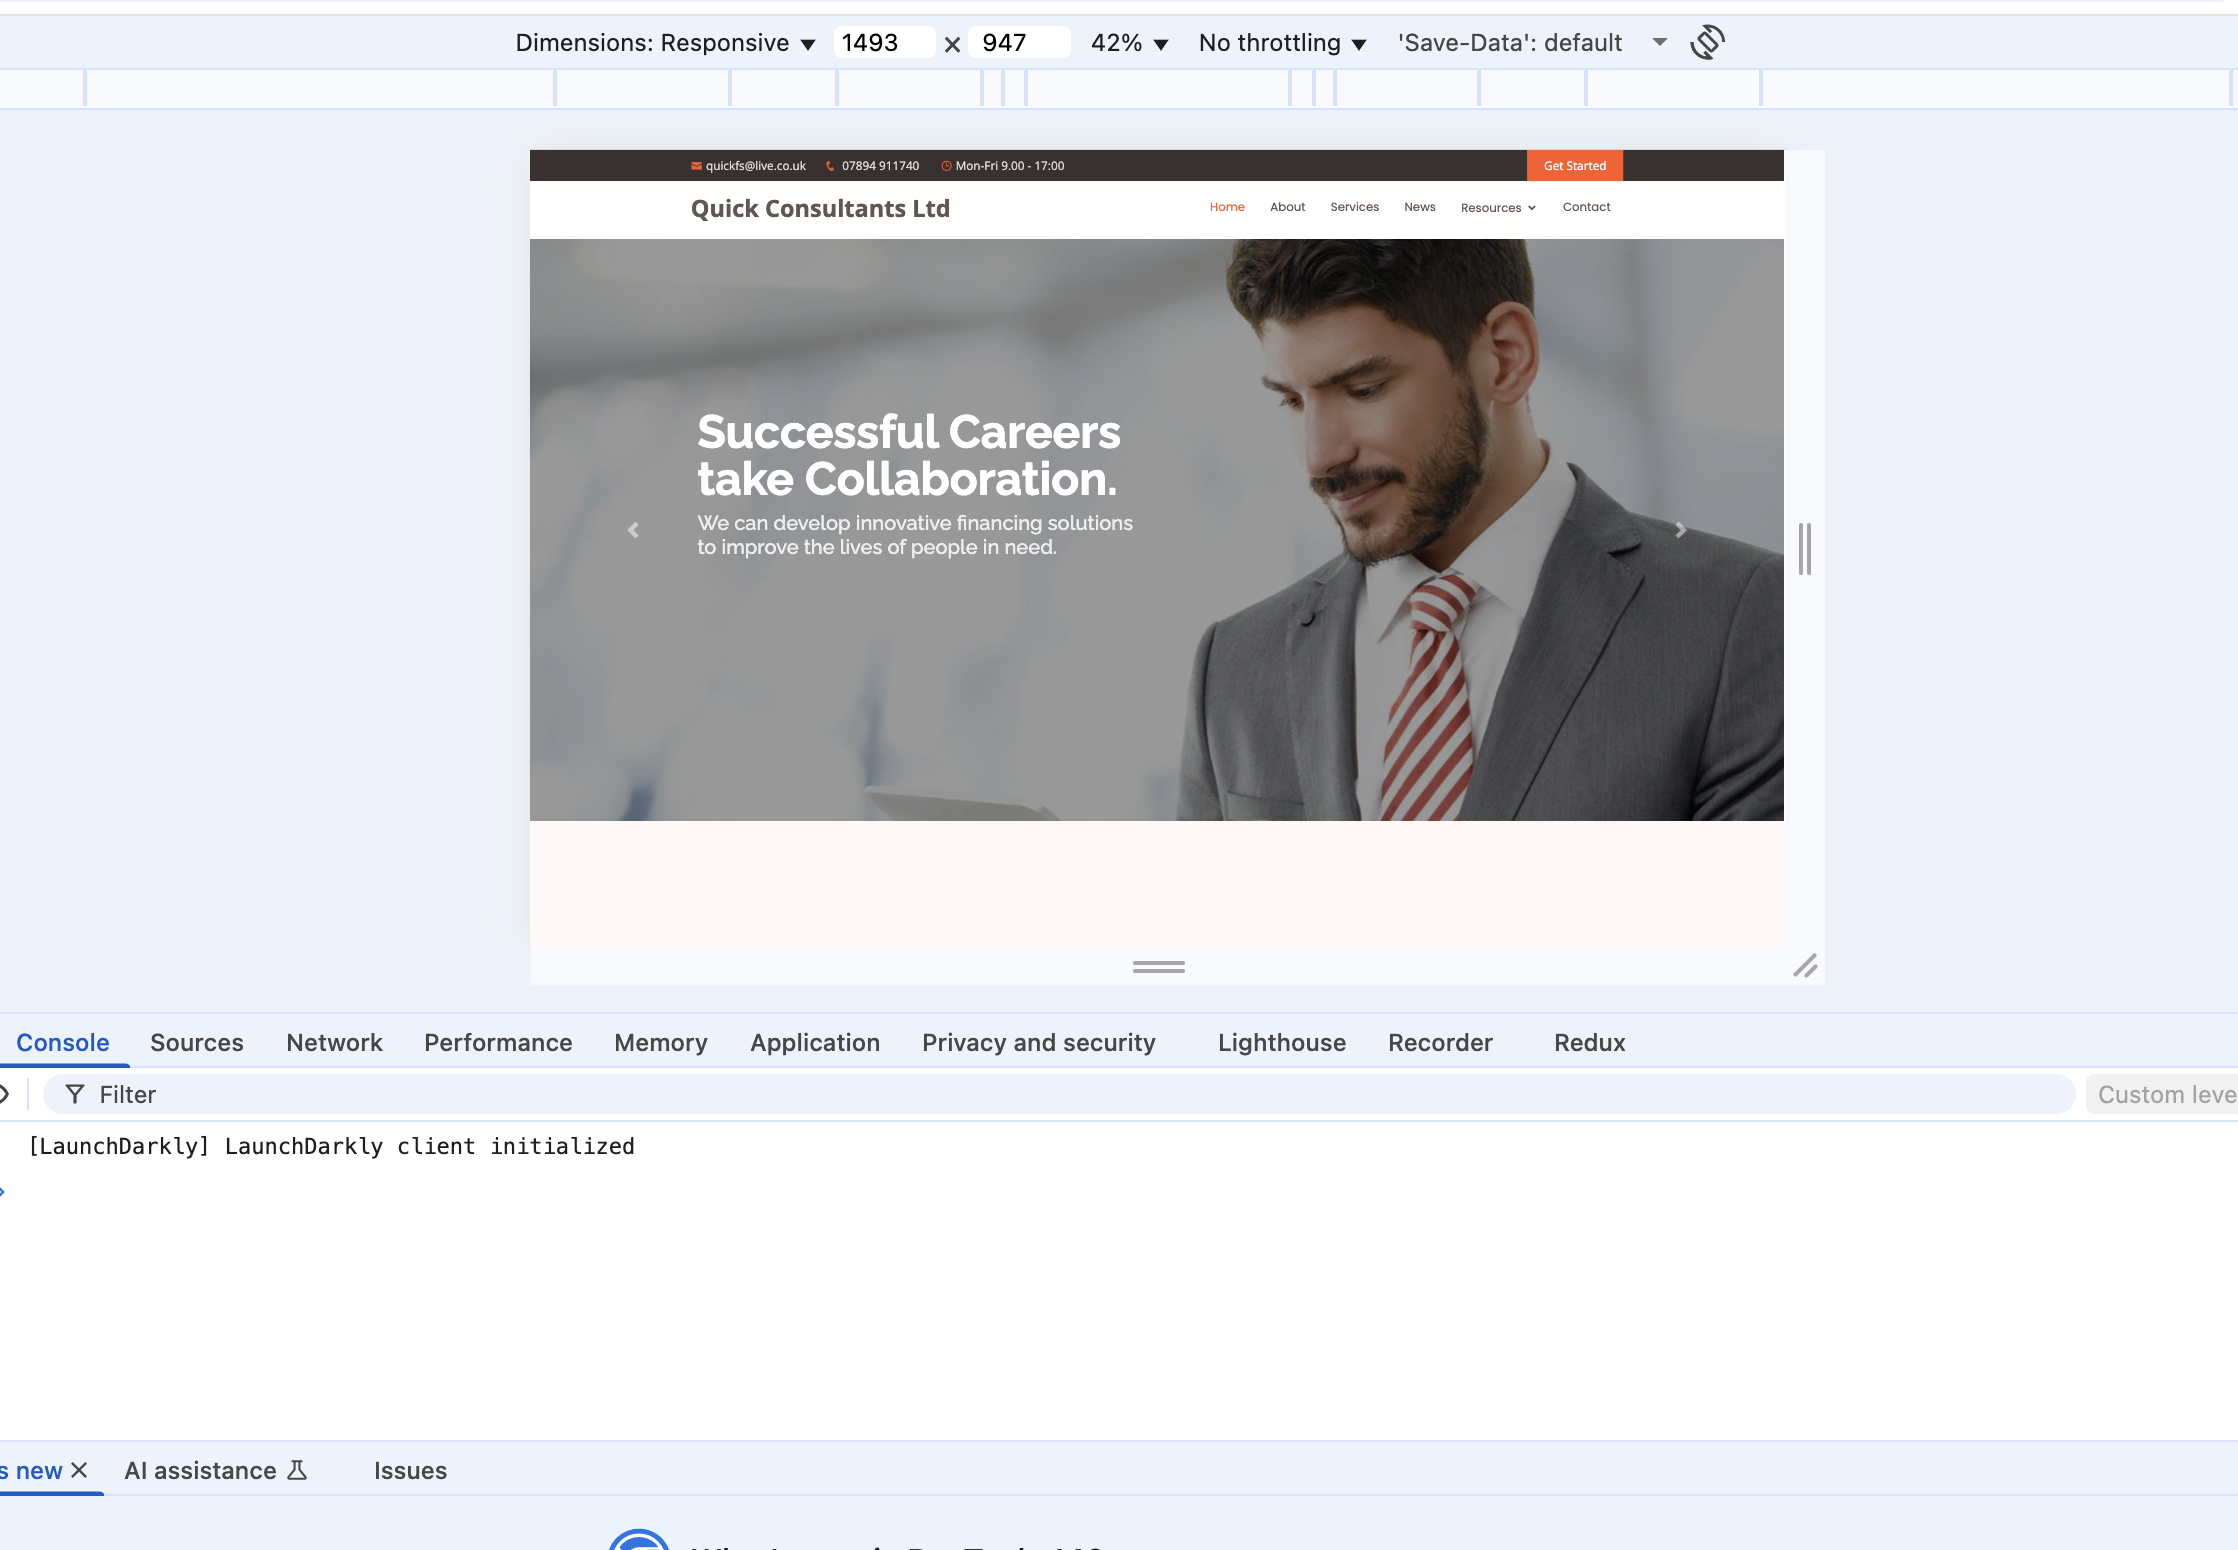 Dimensions: Responsive ▼ 1493 × 947 42% ▼ No throttling ▼ 'Save-Data': default
quickfs@live.co.uk 07894 911740 Mon-Fri 9.00 - 17:00 Get Started
Quick Consultants Ltd
Home About Services News Resources Contact
Successful Careers
take Collaboration.
We can develop innovative financing solutions
to improve the lives of people in need.
Console Sources Network Performance Memory Application Privacy and security Lighthouse Recorder Redux
Filter Custom leve
[LaunchDarkly] LaunchDarkly client initialized
s new AI assistance Issues